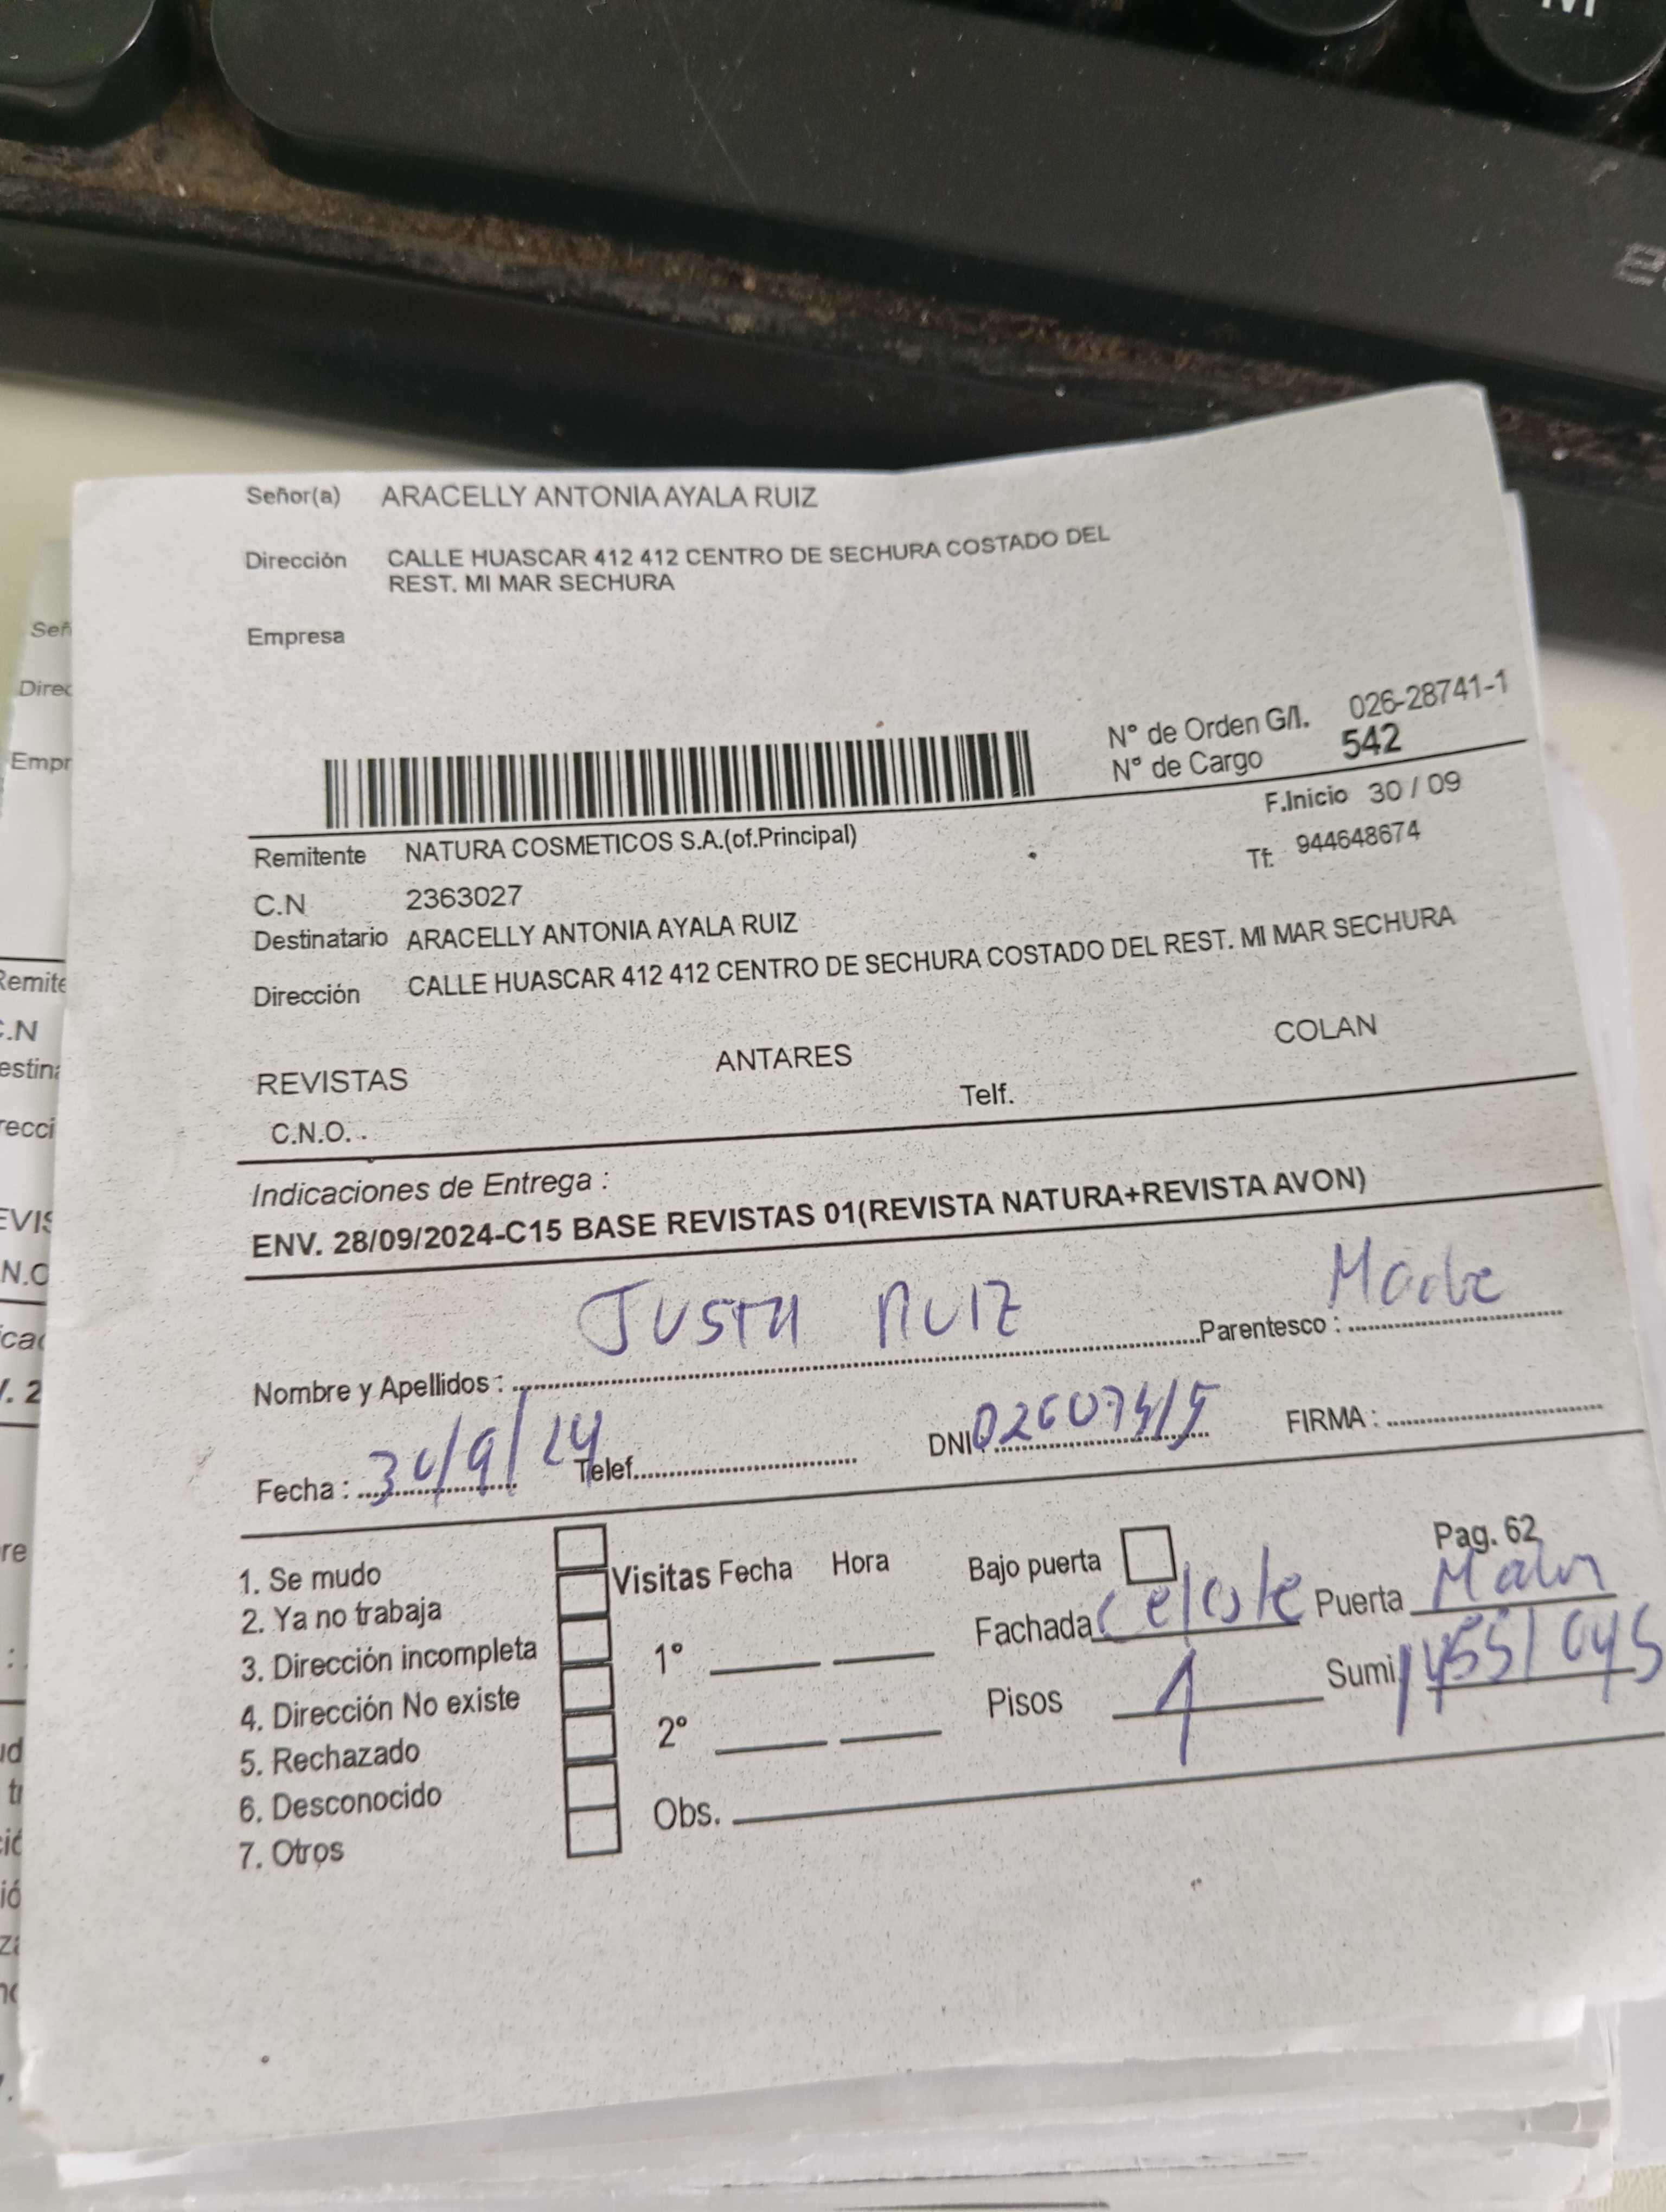 Señor(a) ARACELLY ANTONIA AYALA RUIZ
Dirección CALLE HUASCAR 412 412 CENTRO DE SECHURA COSTADO DEL
REST. MI MAR SECHURA
Empresa
N° de Orden G/I. 026-28741-1
N° de Cargo 542
F.Inicio 30 / 09
Remitente NATURA COSMETICOS S.A.(of.Principal)
Tf: 944648674
C.N 2363027
Destinatario ARACELLY ANTONIA AYALA RUIZ
Dirección CALLE HUASCAR 412 412 CENTRO DE SECHURA COSTADO DEL REST. MI MAR SECHURA
REVISTAS ANTARES COLAN
C.N.O. . Telf.
Indicaciones de Entrega :
ENV. 28/09/2024-C15 BASE REVISTAS 01(REVISTA NATURA+REVISTA AVON)
Nombre y Apellidos : JUSTA RUIZ Parentesco : Madre
Fecha : 30/9/24 Telef. DNI : FIRMA :
Pag. 62
1. Se mudo Visitas Fecha Hora Bajo puerta
2. Ya no trabaja Fachada Celeste Puerta
3. Dirección incompleta 1°
4. Dirección No existe Pisos 1 Sumi
5. Rechazado 2°
6. Desconocido Obs.
7. Otros